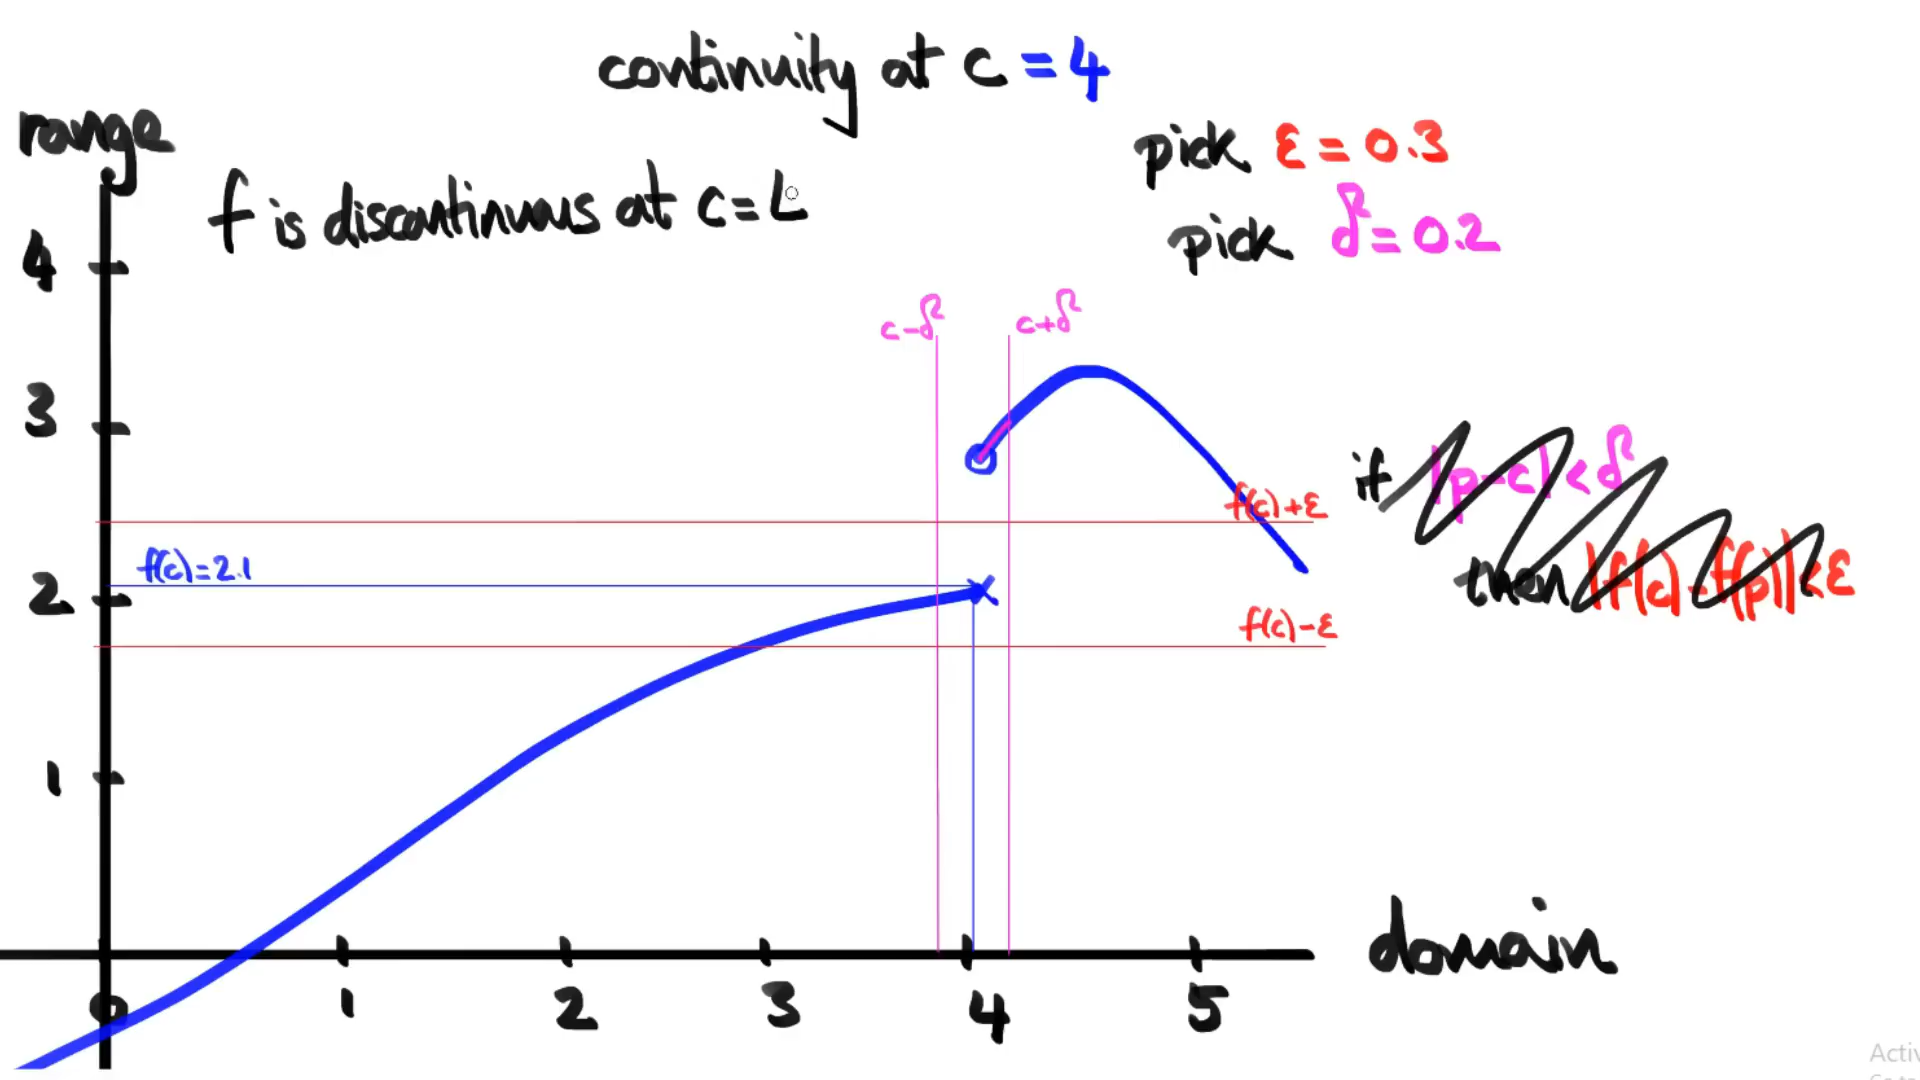 continuity at c = 4
range
pick ε = 0.3
f is discontinuous at c = L
pick δ = 0.2
4
c-δ
c+δ
3
if |p-c| < δ
f(c)+ε
f(c)=2.1
then |f(c) - f(p)| < ε
2
f(c)-ε
1
domain
0 1 2 3 4 5
Activ